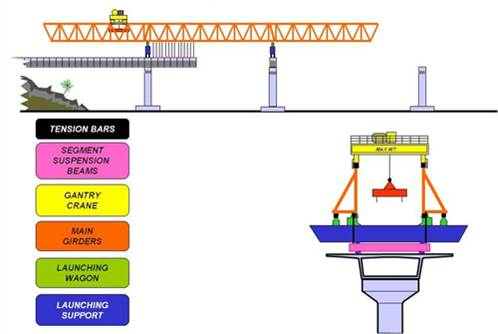 TENSION BARS
SEGMENT
SUSPENSION
BEAMS
GANTRY
CRANE
MAIN
GIRDERS
LAUNCHING
WAGON
LAUNCHING
SUPPORT